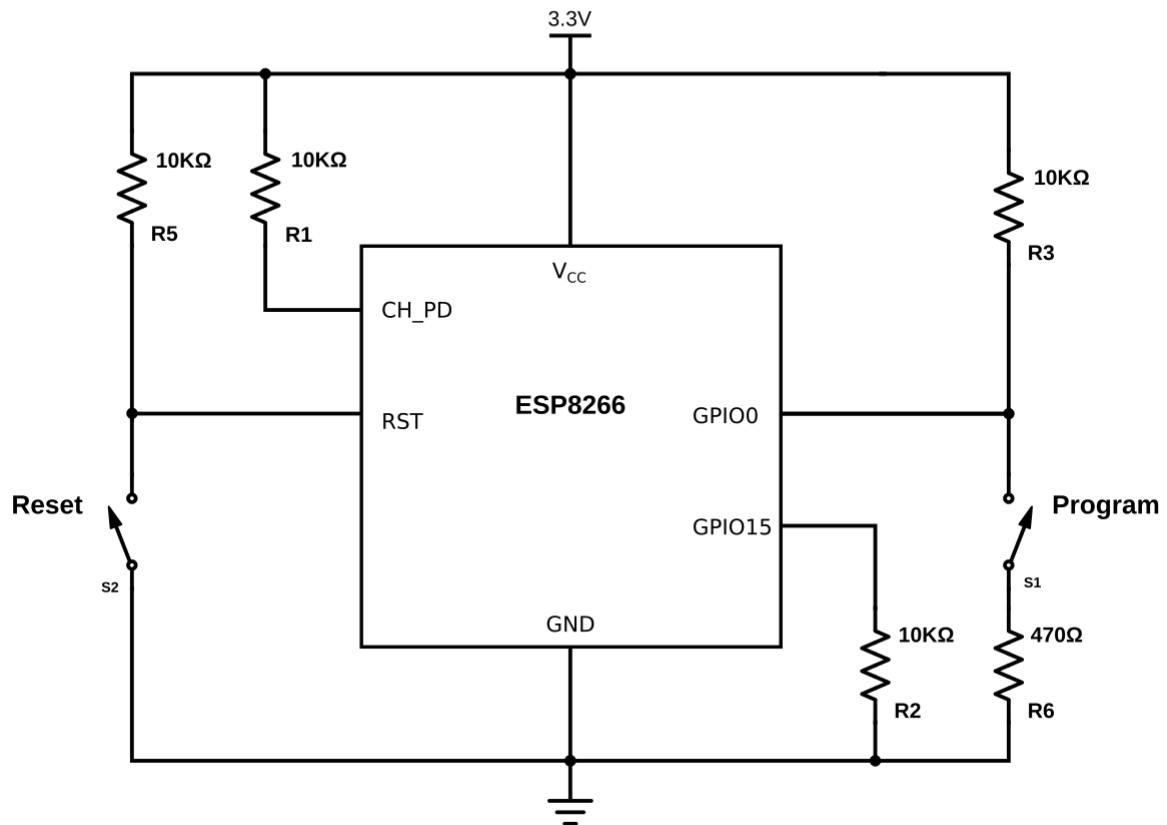 3.3V
10KΩ
R5
10KΩ
R1
10KΩ
R3
V_CC
CH_PD
ESP8266
RST
GPIO0
Reset
S2
Program
S1
GPIO15
GND
10KΩ
R2
470Ω
R6